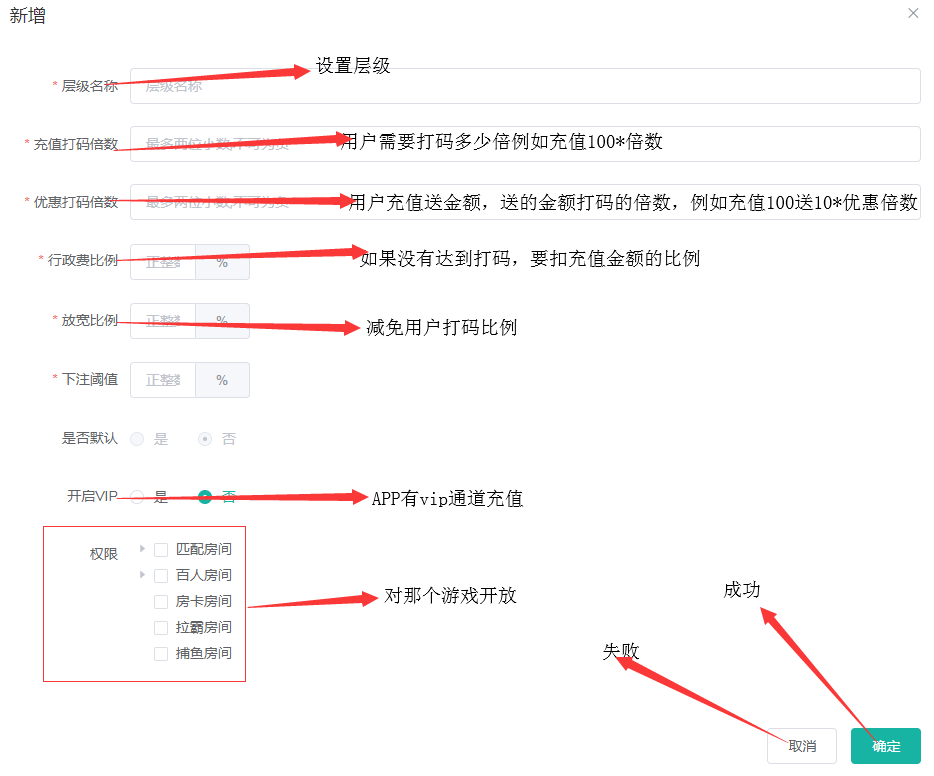 新增
设置层级
* 层级名称 层级名称
* 充值打码倍数 最多两位小数,不可为负 用户需要打码多少倍例如充值100*倍数
* 优惠打码倍数 最多两位小数,不可为负 用户充值送金额，送的金额打码的倍数，例如充值100送10*优惠倍数
* 行政费比例 正整数 % 如果没有达到打码，要扣充值金额的比例
* 放宽比例 正整数 % 减免用户打码比例
* 下注阈值 正整数 %
是否默认 是 否
开启VIP 是 否 APP有vip通道充值
权限 匹配房间
百人房间
房卡房间
拉霸房间
捕鱼房间
对那个游戏开放
成功
失败
取消 确定